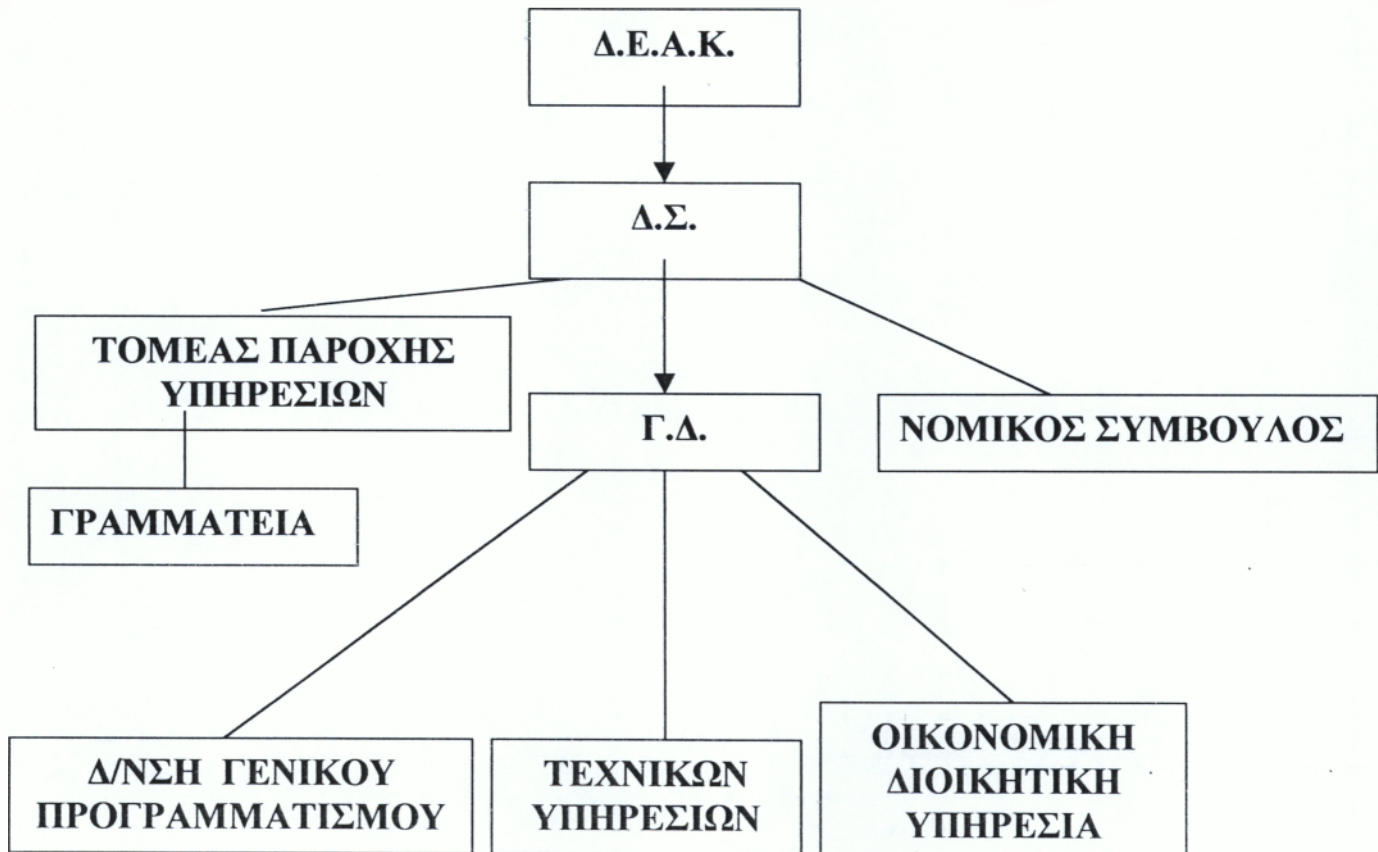 Δ.Ε.Α.Κ.
Δ.Σ.
ΤΟΜΕΑΣ ΠΑΡΟΧΗΣ
ΥΠΗΡΕΣΙΩΝ
Γ.Δ.
ΝΟΜΙΚΟΣ ΣΥΜΒΟΥΛΟΣ
ΓΡΑΜΜΑΤΕΙΑ
Δ/ΝΣΗ ΓΕΝΙΚΟΥ
ΠΡΟΓΡΑΜΜΑΤΙΣΜΟΥ
ΤΕΧΝΙΚΩΝ
ΥΠΗΡΕΣΙΩΝ
ΟΙΚΟΝΟΜΙΚΗ
ΔΙΟΙΚΗΤΙΚΗ
ΥΠΗΡΕΣΙΑ